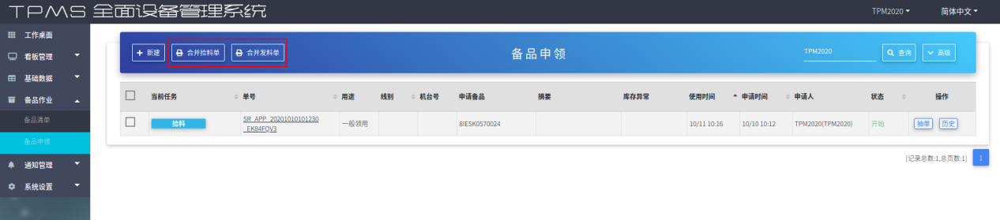 TPMS 全面设备管理系统
TPM2020
简体中文
工作桌面
看板管理
基础数据
备品作业
备品清单
备品申领
通知管理
系统设置
+ 新建
合并捡料单
合并发料单
备品申领
TPM2020
查询
高级
当前任务 单号 用途 线别 机台号 申请备品 摘要 库存异常 使用时间 申请时间 申请人 状态 操作
捡料 SR_APP_20201010101230 一般领用 8IESK0570024 10/11 10:16 10/10 10:12 TPM2020(TPM2020) 开始 抽单 历史
_EK84FQV3
[记录总数:1,总页数:1] 1